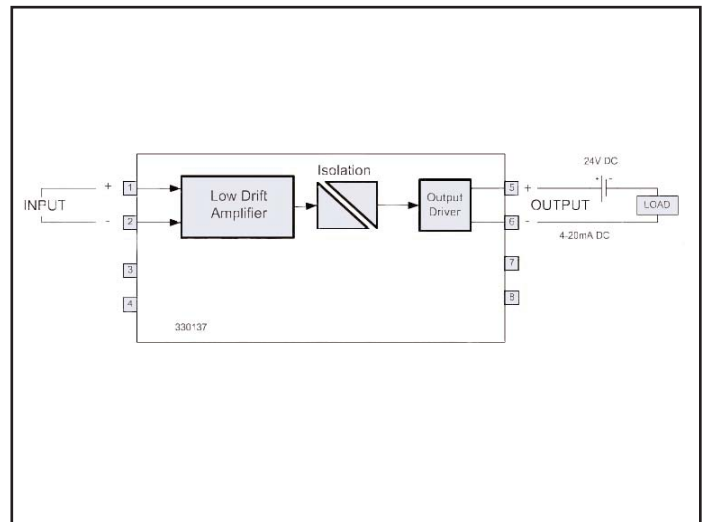 24V DC
+ -
Isolation
+ 1
5 +
Low Drift
Amplifier
Output
Driver
INPUT
OUTPUT
LOAD
- 2
6 -
4-20mA DC
3
7
4
8
330137